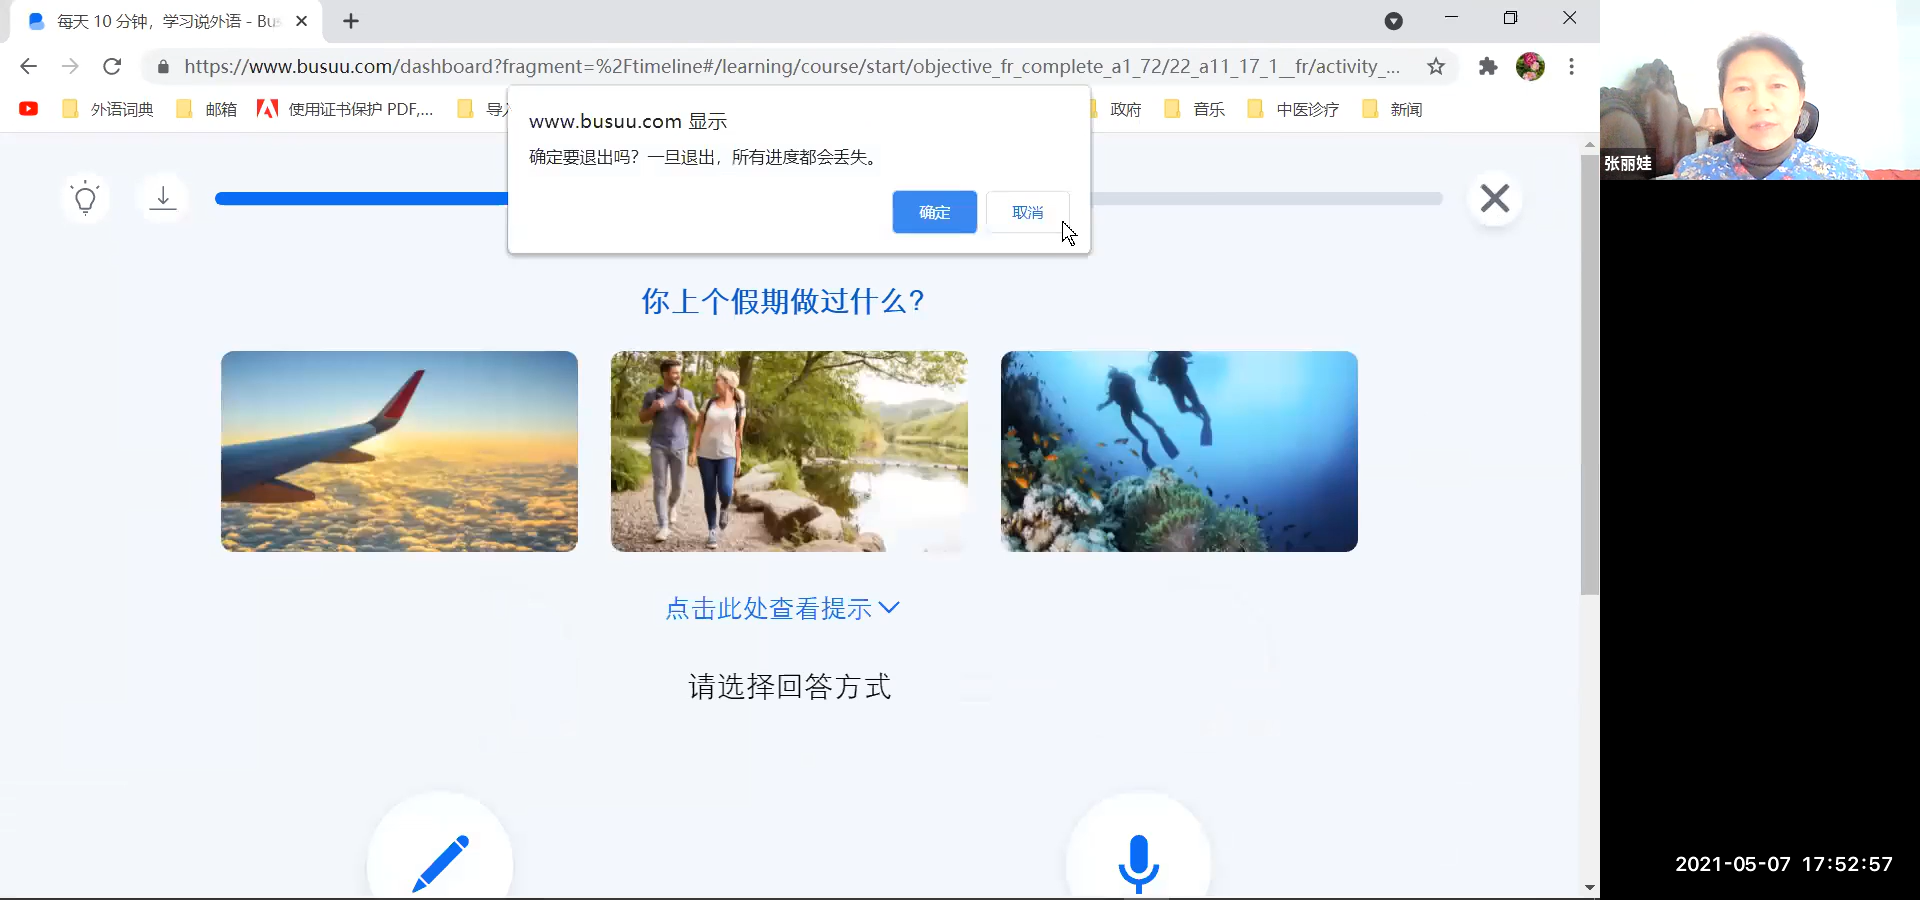 每天 10 分钟，学习说外语 - Bus
https://www.busuu.com/dashboard?fragment=%2Ftimeline#/learning/course/start/objective_fr_complete_a1_72/22_a11_17_1__fr/activity_...
外语词典
邮箱
使用证书保护 PDF,...
导入
政府
音乐
中医诊疗
新闻
www.busuu.com 显示
确定要退出吗？一旦退出，所有进度都会丢失。
确定
取消
张丽娃
你上个假期做过什么？
点击此处查看提示
请选择回答方式
2021-05-07 17:52:57